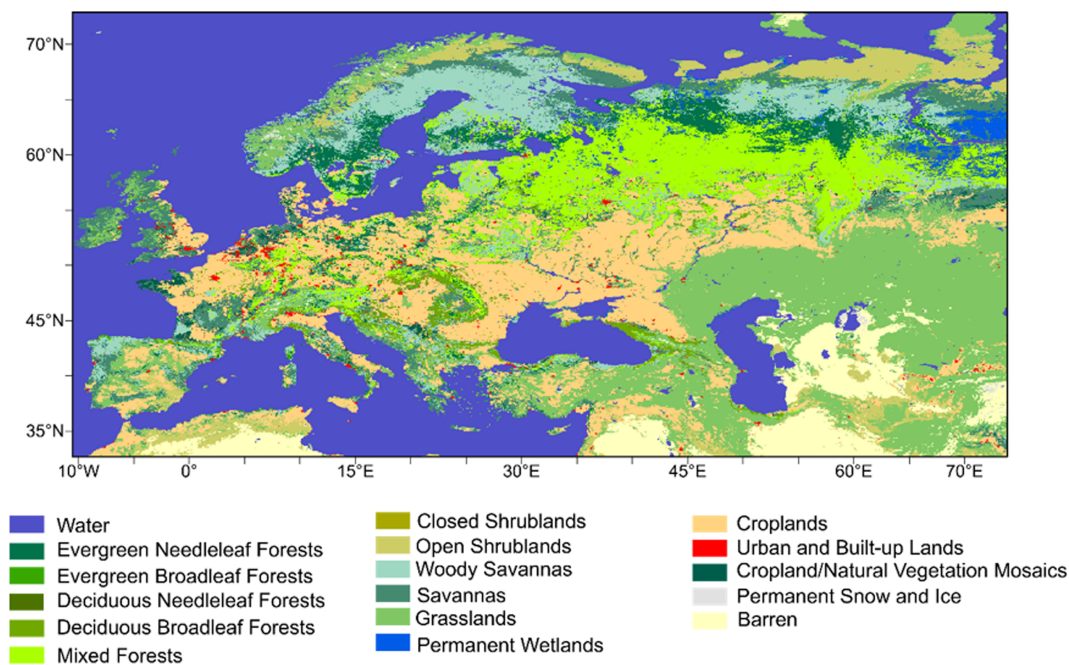 70°N
60°N
45°N
35°N
10°W 0° 15°E 30°E 45°E 60°E 70°E
Water
Evergreen Needleleaf Forests
Evergreen Broadleaf Forests
Deciduous Needleleaf Forests
Deciduous Broadleaf Forests
Mixed Forests
Closed Shrublands
Open Shrublands
Woody Savannas
Savannas
Grasslands
Permanent Wetlands
Croplands
Urban and Built-up Lands
Cropland/Natural Vegetation Mosaics
Permanent Snow and Ice
Barren